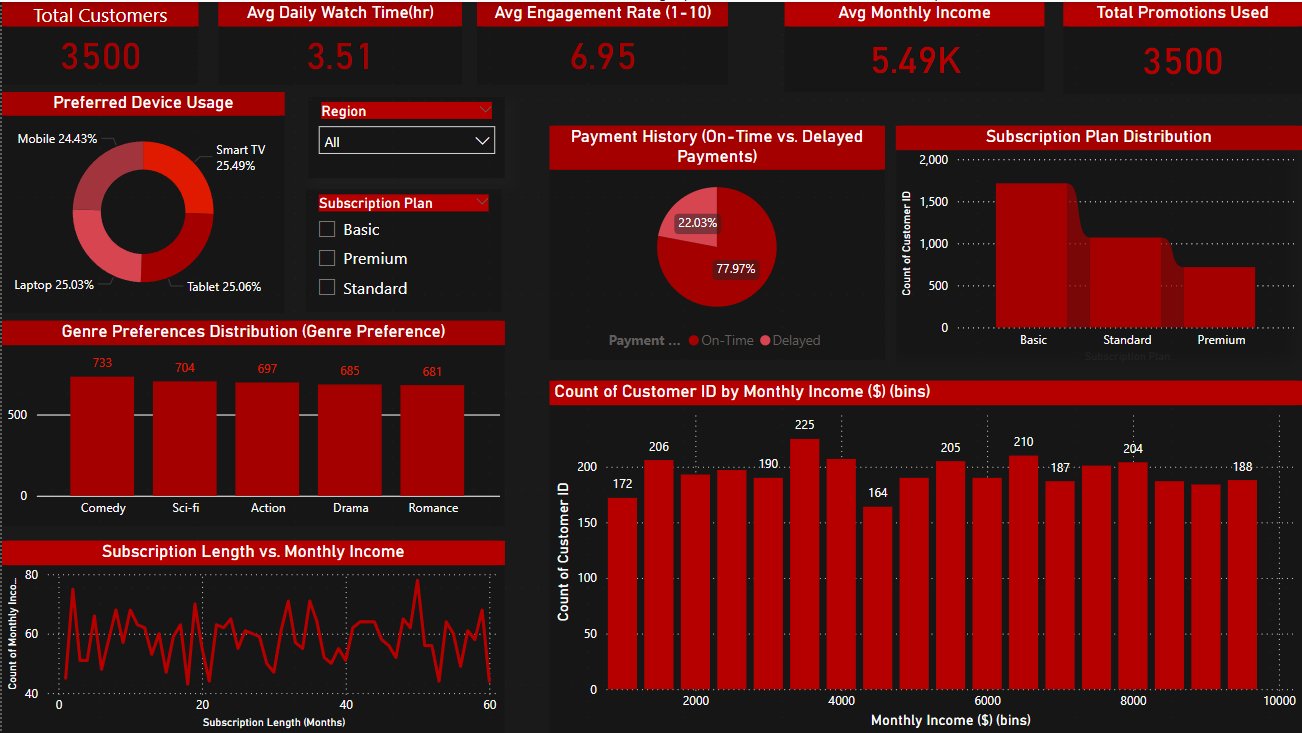 Total Customers
3500
Avg Daily Watch Time(hr)
3.51
Avg Engagement Rate (1-10)
6.95
Avg Monthly Income
5.49K
Total Promotions Used
3500
Preferred Device Usage
Mobile 24.43%
Smart TV
25.49%
Laptop 25.03%
Tablet 25.06%
Region
All
Subscription Plan
Basic
Premium
Standard
Payment History (On-Time vs. Delayed
Payments)
22.03%
77.97%
Payment ... On-Time Delayed
Subscription Plan Distribution
Count of Customer ID
2,000
1,500
1,000
500
0
Basic Standard Premium
Subscription Plan
Genre Preferences Distribution (Genre Preference)
733 704 697 685 681
500
0
Comedy Sci-fi Action Drama Romance
Count of Customer ID by Monthly Income ($) (bins)
Count of Customer ID
200
150
100
50
0
172 206 190 225 164 205 210 187 204 188
2000 4000 6000 8000 10000
Monthly Income ($) (bins)
Subscription Length vs. Monthly Income
Count of Monthly Inco...
80
60
40
0 20 40 60
Subscription Length (Months)